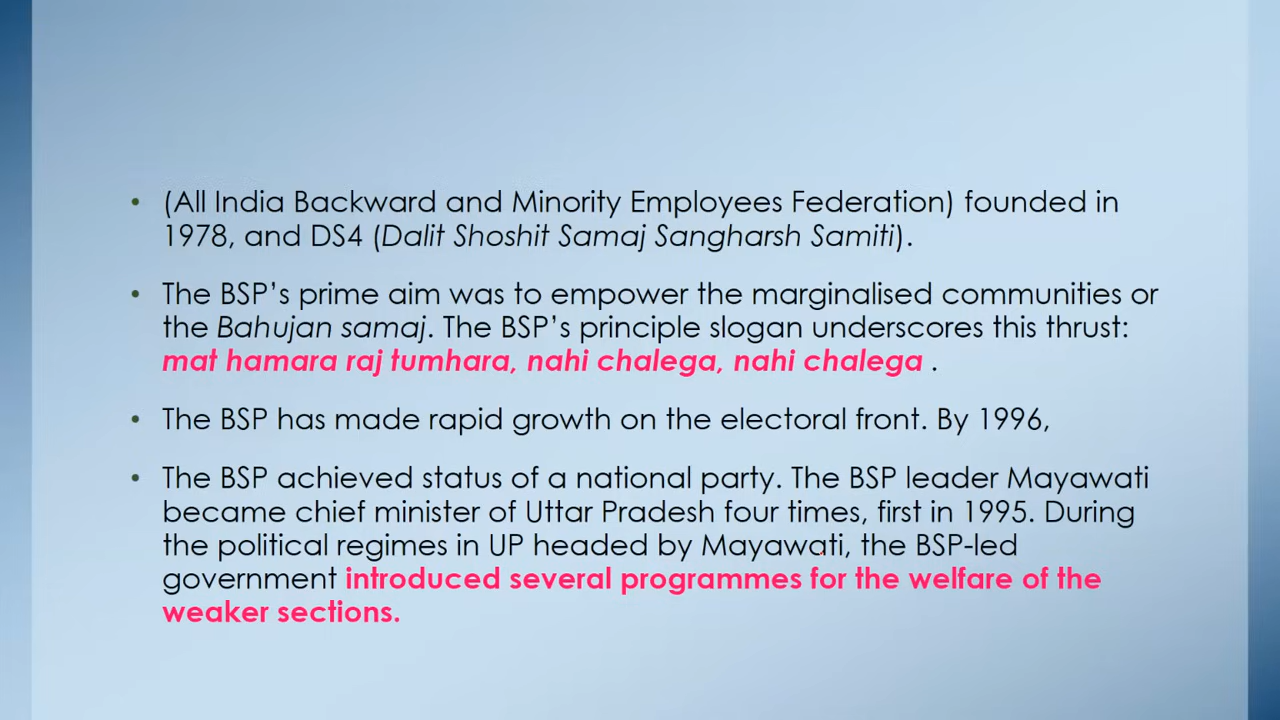 • (All India Backward and Minority Employees Federation) founded in
1978, and DS4 (Dalit Shoshit Samaj Sangharsh Samiti).
• The BSP's prime aim was to empower the marginalised communities or
the Bahujan samaj. The BSP's principle slogan underscores this thrust:
mat hamara raj tumhara, nahi chalega, nahi chalega .
• The BSP has made rapid growth on the electoral front. By 1996,
• The BSP achieved status of a national party. The BSP leader Mayawati
became chief minister of Uttar Pradesh four times, first in 1995. During
the political regimes in UP headed by Mayawati, the BSP-led
government introduced several programmes for the welfare of the
weaker sections.